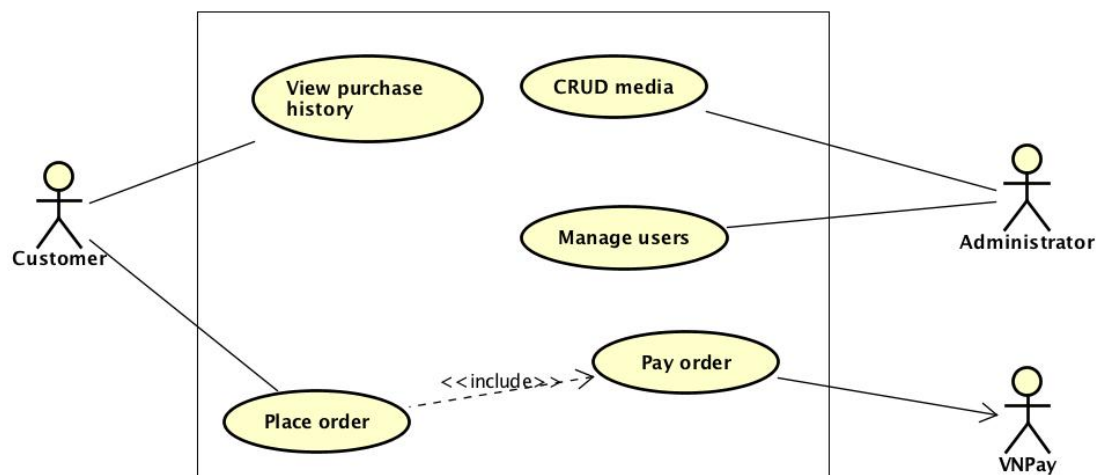 View purchase
history
CRUD media
Customer
Administrator
Manage users
Pay order
<<include>>
Place order
VNPay